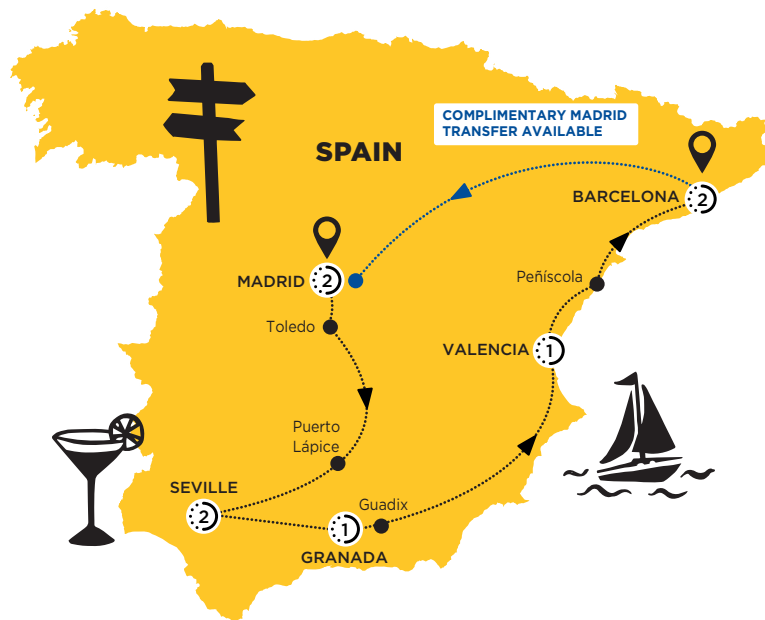 COMPLIMENTARY MADRID
TRANSFER AVAILABLE
SPAIN
BARCELONA
2
MADRID
2
Peñíscola
Toledo
VALENCIA
1
Puerto
Lápice
SEVILLE
2
Guadix
1
GRANADA